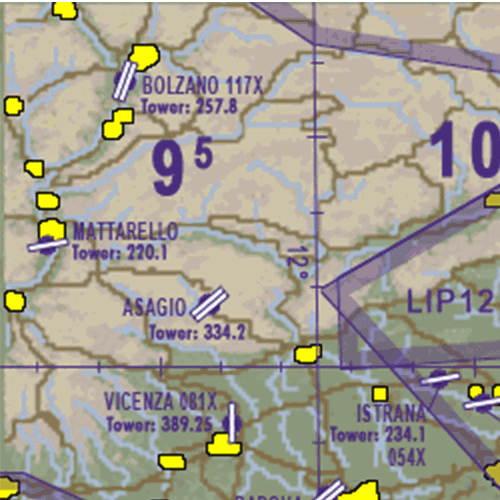 BOLZANO 117X
Tower: 257.8
9⁵
10
MATTARELLO
Tower: 220.1
12°
ASAGIO
Tower: 334.2
LIP12
VICENZA 081X
Tower: 389.25
ISTRANA
Tower: 234.1
054X